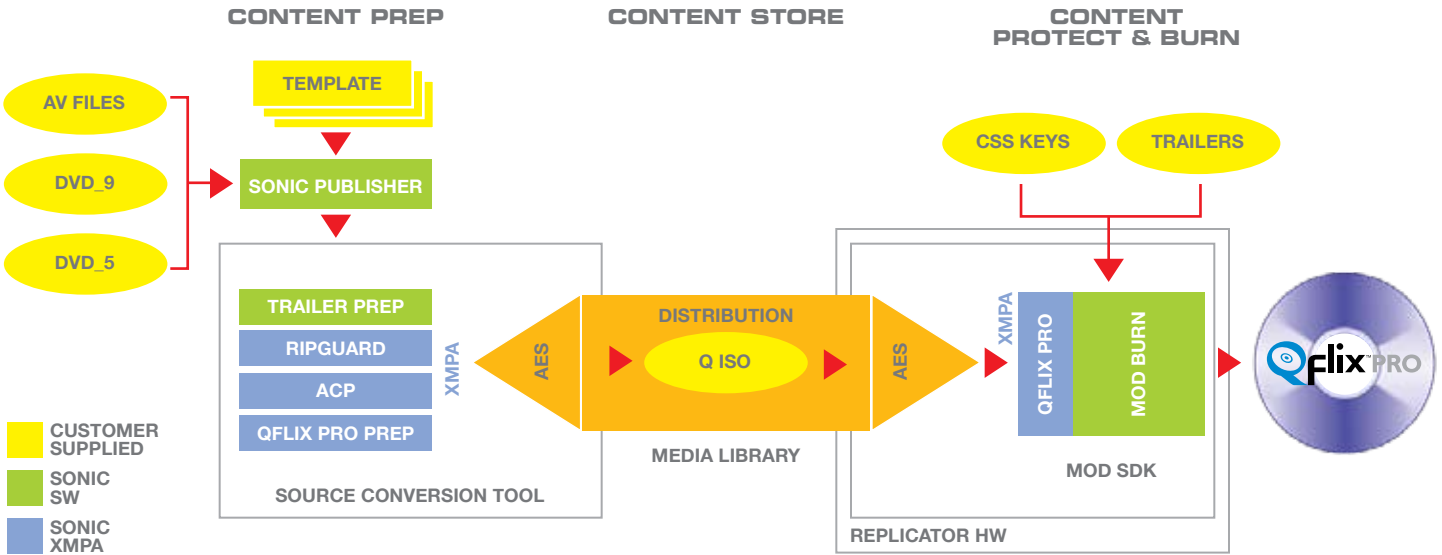 CONTENT PREP
CONTENT STORE
CONTENT
PROTECT & BURN
AV FILES
DVD_9
DVD_5
TEMPLATE
SONIC PUBLISHER
TRAILER PREP
RIPGUARD
ACP
QFLIX PRO PREP
XMPA
SOURCE CONVERSION TOOL
AES
DISTRIBUTION
Q ISO
MEDIA LIBRARY
AES
CSS KEYS
TRAILERS
XMPA
QFLIX PRO
MOD BURN
MOD SDK
REPLICATOR HW
Qflix™PRO
CUSTOMER
SUPPLIED
SONIC
SW
SONIC
XMPA